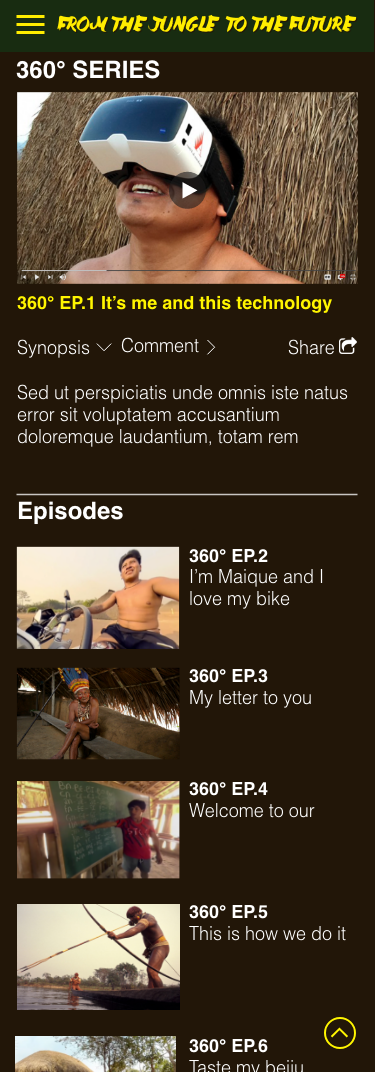 FROM THE JUNGLE TO THE FUTURE
360° SERIES
360° EP.1 It's me and this technology
Synopsis
Comment
Share
Sed ut perspiciatis unde omnis iste natus
error sit voluptatem accusantium
doloremque laudantium, totam rem
Episodes
360° EP.2
I'm Maique and I
love my bike
360° EP.3
My letter to you
360° EP.4
Welcome to our
360° EP.5
This is how we do it
360° EP.6
Taste my beiju